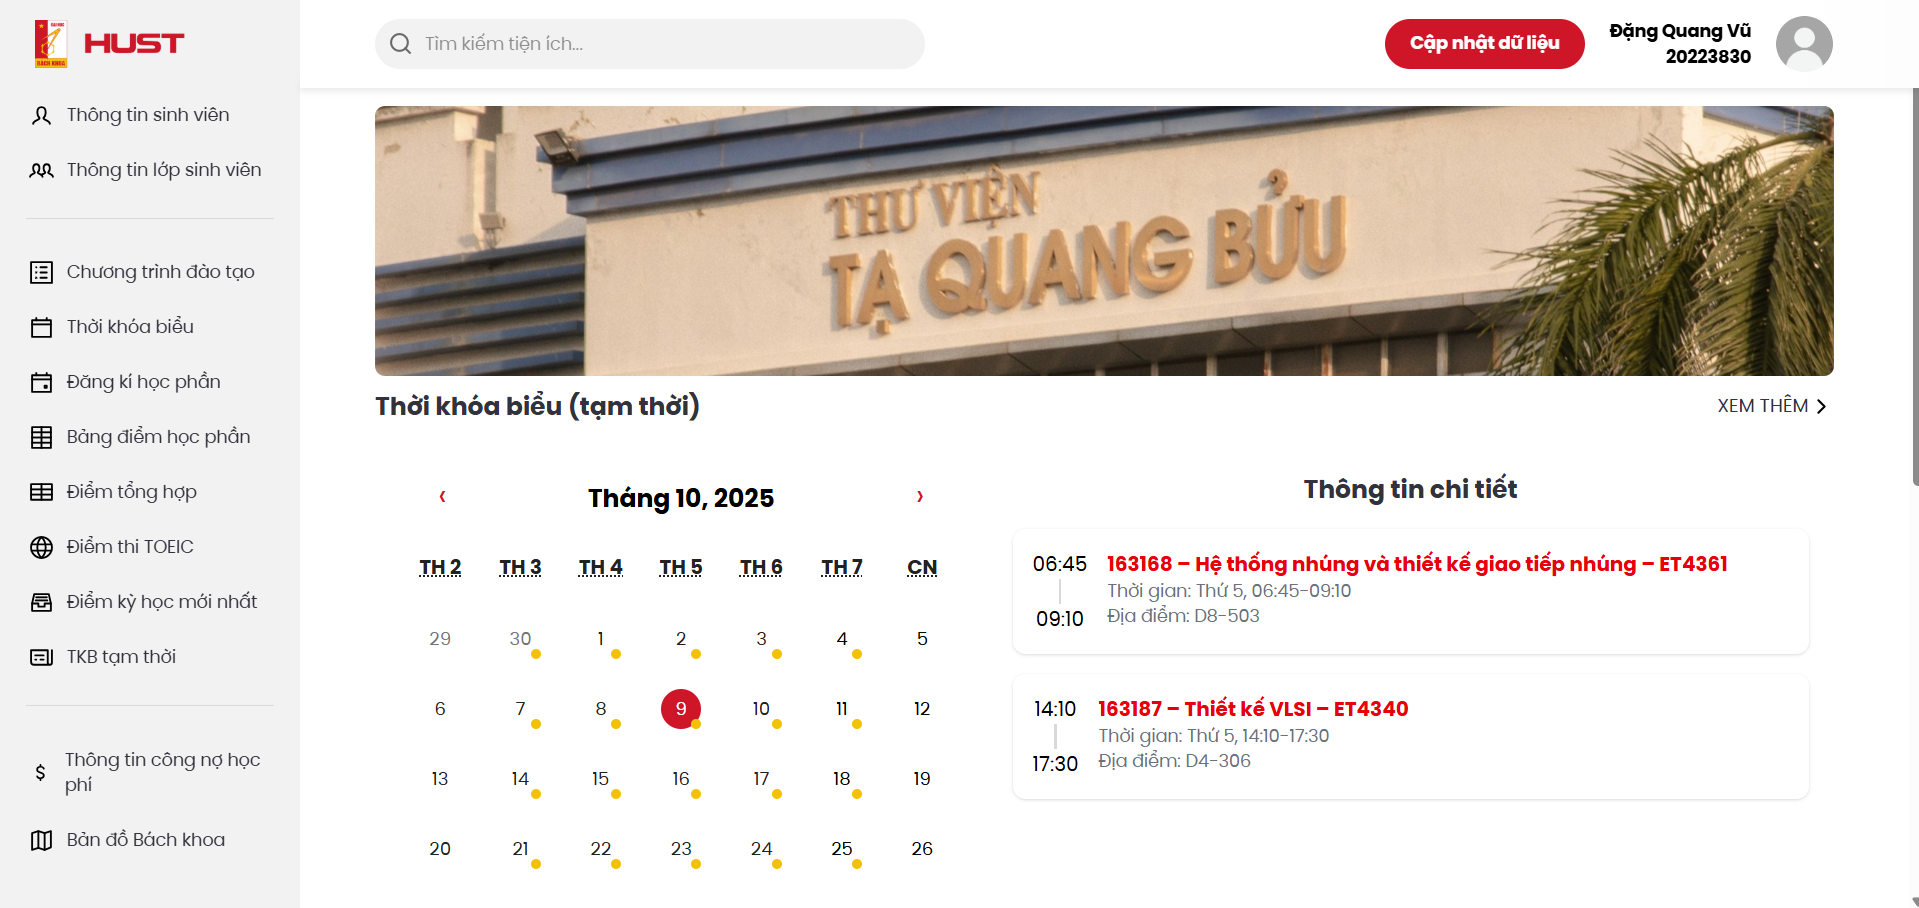 ĐẠI HỌC
BÁCH KHOA
HUST
Thông tin sinh viên
Thông tin lớp sinh viên
Chương trình đào tạo
Thời khóa biểu
Đăng kí học phần
Bảng điểm học phần
Điểm tổng hợp
Điểm thi TOEIC
Điểm kỳ học mới nhất
TKB tạm thời
Thông tin công nợ học
phí
Bản đồ Bách khoa
Tìm kiếm tiện ích...
Cập nhật dữ liệu
Đặng Quang Vũ
20223830
THƯ VIỆN
TẠ QUANG BỬU
Thời khóa biểu (tạm thời)
XEM THÊM
Tháng 10, 2025
TH 2 TH 3 TH 4 TH 5 TH 6 TH 7 CN
29 30 1 2 3 4 5
6 7 8 9 10 11 12
13 14 15 16 17 18 19
20 21 22 23 24 25 26
Thông tin chi tiết
06:45
09:10
163168 – Hệ thống nhúng và thiết kế giao tiếp nhúng – ET4361
Thời gian: Thứ 5, 06:45-09:10
Địa điểm: D8-503
14:10
17:30
163187 – Thiết kế VLSI – ET4340
Thời gian: Thứ 5, 14:10-17:30
Địa điểm: D4-306